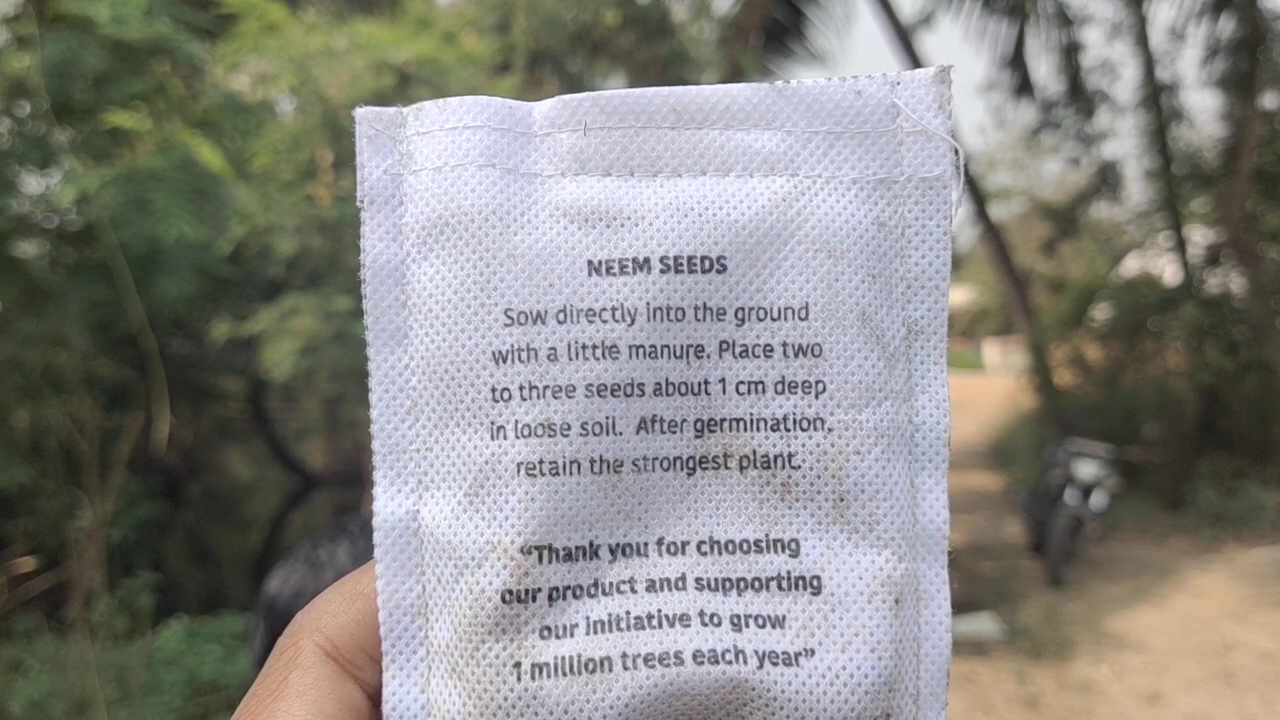 NEEM SEEDS
Sow directly into the ground
with a little manure. Place two
to three seeds about 1 cm deep
in loose soil. After germination,
retain the strongest plant.
“Thank you for choosing
our product and supporting
our initiative to grow
1 million trees each year”